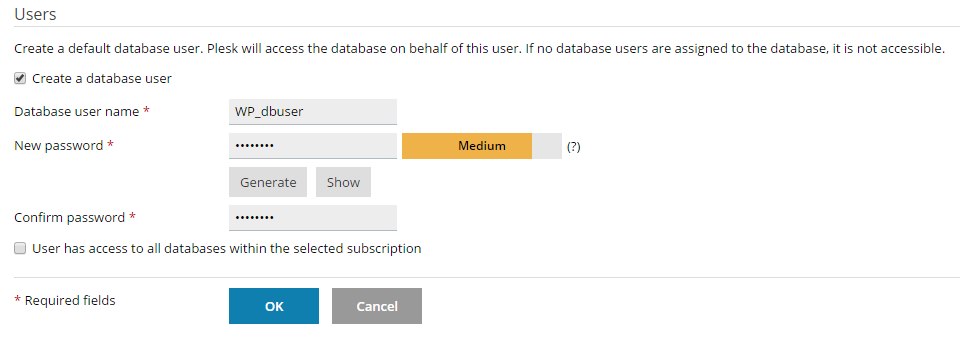 Users
Create a default database user. Plesk will access the database on behalf of this user. If no database users are assigned to the database, it is not accessible.
Create a database user
Database user name * WP_dbuser
New password * •••••••• Medium (?)
Generate Show
Confirm password * ••••••••
User has access to all databases within the selected subscription
* Required fields OK Cancel